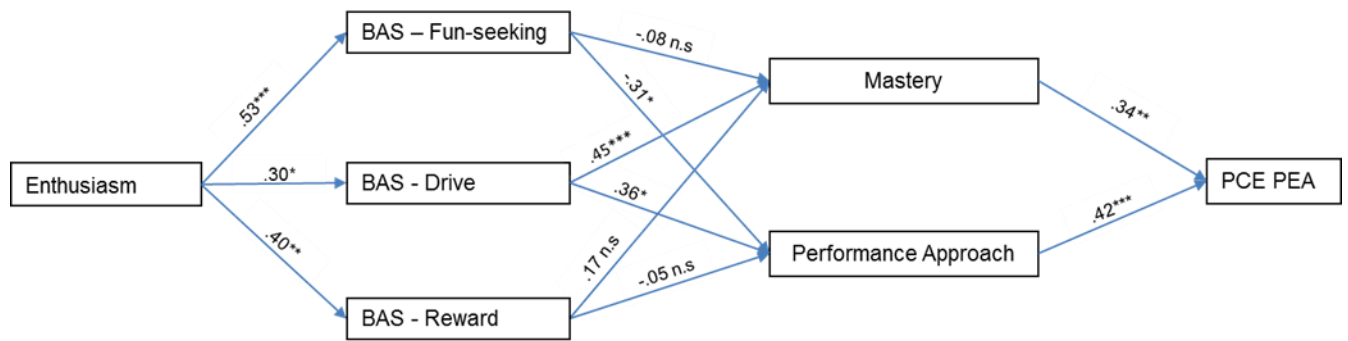 BAS – Fun-seeking
-.08 n.s
Mastery
.53***
-.31*
.34**
.45***
Enthusiasm
.30*
BAS - Drive
PCE PEA
.36*
.42***
.40**
.17 n.s
Performance Approach
-.05 n.s
BAS - Reward